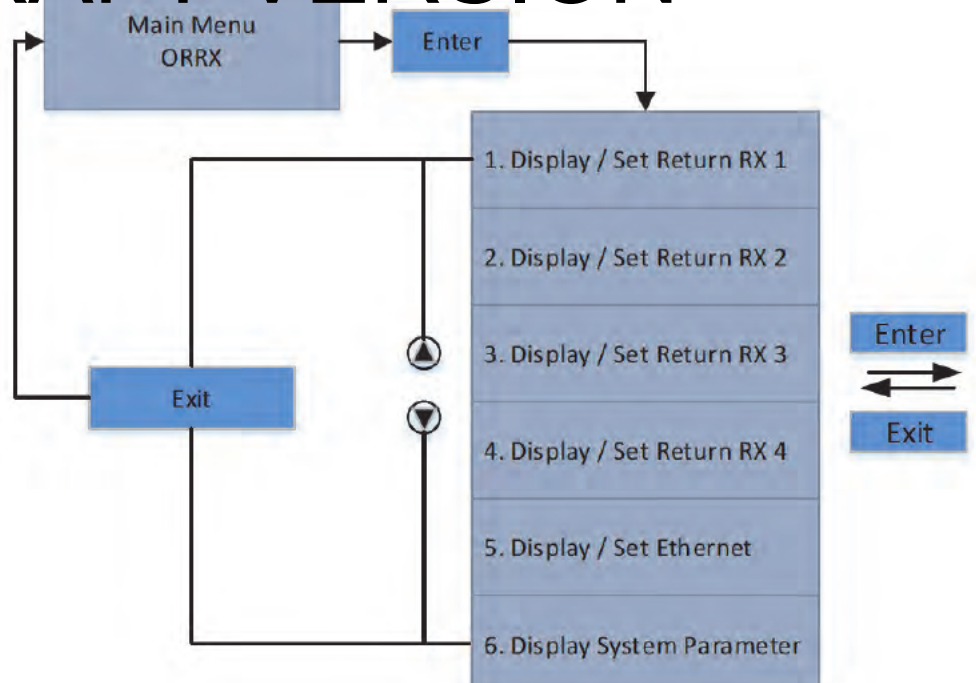 VERSION
Main Menu
ORRX
Enter
1. Display / Set Return RX 1
2. Display / Set Return RX 2
3. Display / Set Return RX 3
4. Display / Set Return RX 4
5. Display / Set Ethernet
6. Display System Parameter
Exit
Enter
Exit